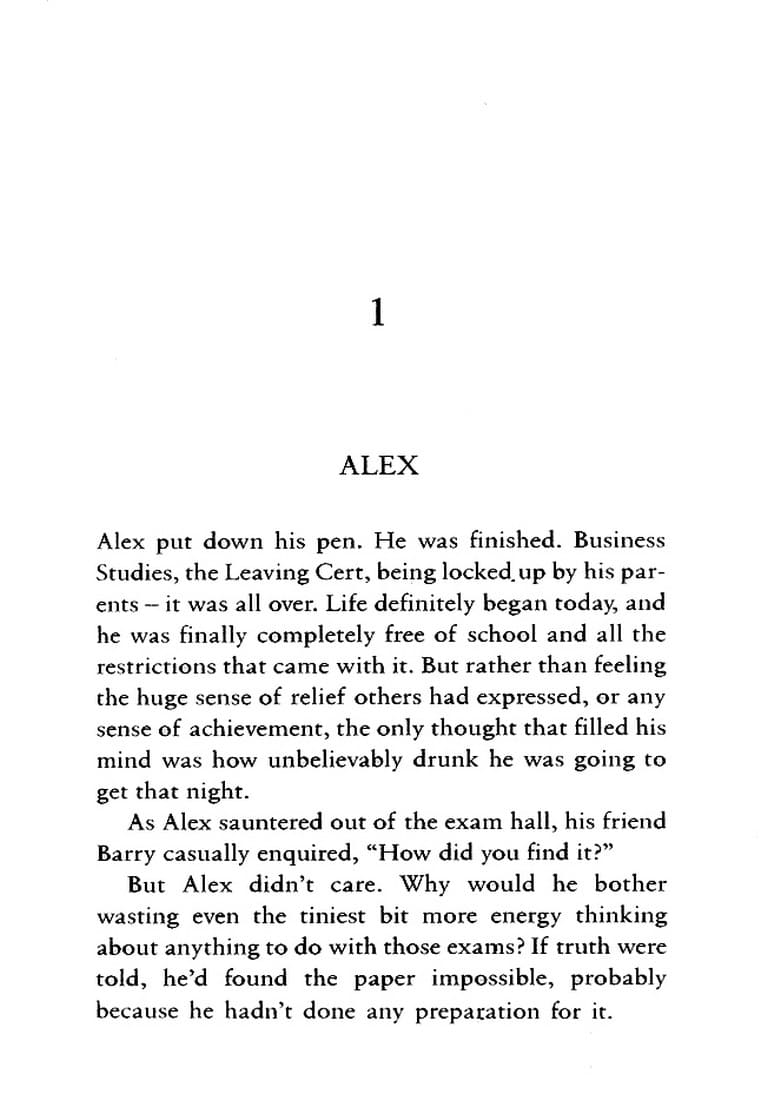 1
ALEX
Alex put down his pen. He was finished. Business
Studies, the Leaving Cert, being locked up by his par-
ents – it was all over. Life definitely began today, and
he was finally completely free of school and all the
restrictions that came with it. But rather than feeling
the huge sense of relief others had expressed, or any
sense of achievement, the only thought that filled his
mind was how unbelievably drunk he was going to
get that night.
As Alex sauntered out of the exam hall, his friend
Barry casually enquired, “How did you find it?”
But Alex didn’t care. Why would he bother
wasting even the tiniest bit more energy thinking
about anything to do with those exams? If truth were
told, he’d found the paper impossible, probably
because he hadn’t done any preparation for it.